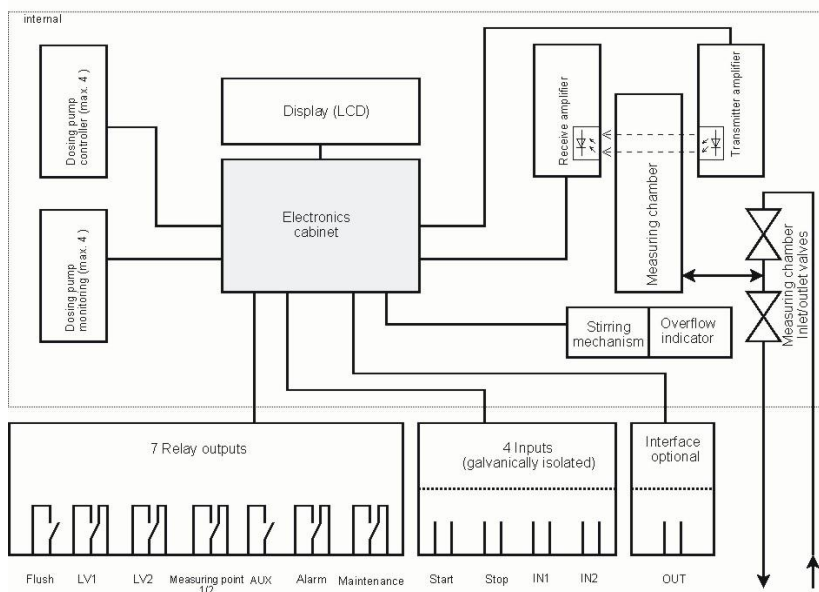 internal
Dosing pump
controller (max. 4 )
Display (LCD)
Receive amplifier
Transmitter amplifier
Measuring chamber
Electronics
cabinet
Dosing pump
monitoring (max. 4 )
Measuring chamber
Inlet/outlet valves
Stirring
mechanism
Overflow
indicator
7 Relay outputs
4 Inputs
(galvanically isolated)
Interface
optional
Flush
LV1
LV2
Measuring point
1/2
AUX
Alarm
Maintenance
Start
Stop
IN1
IN2
OUT